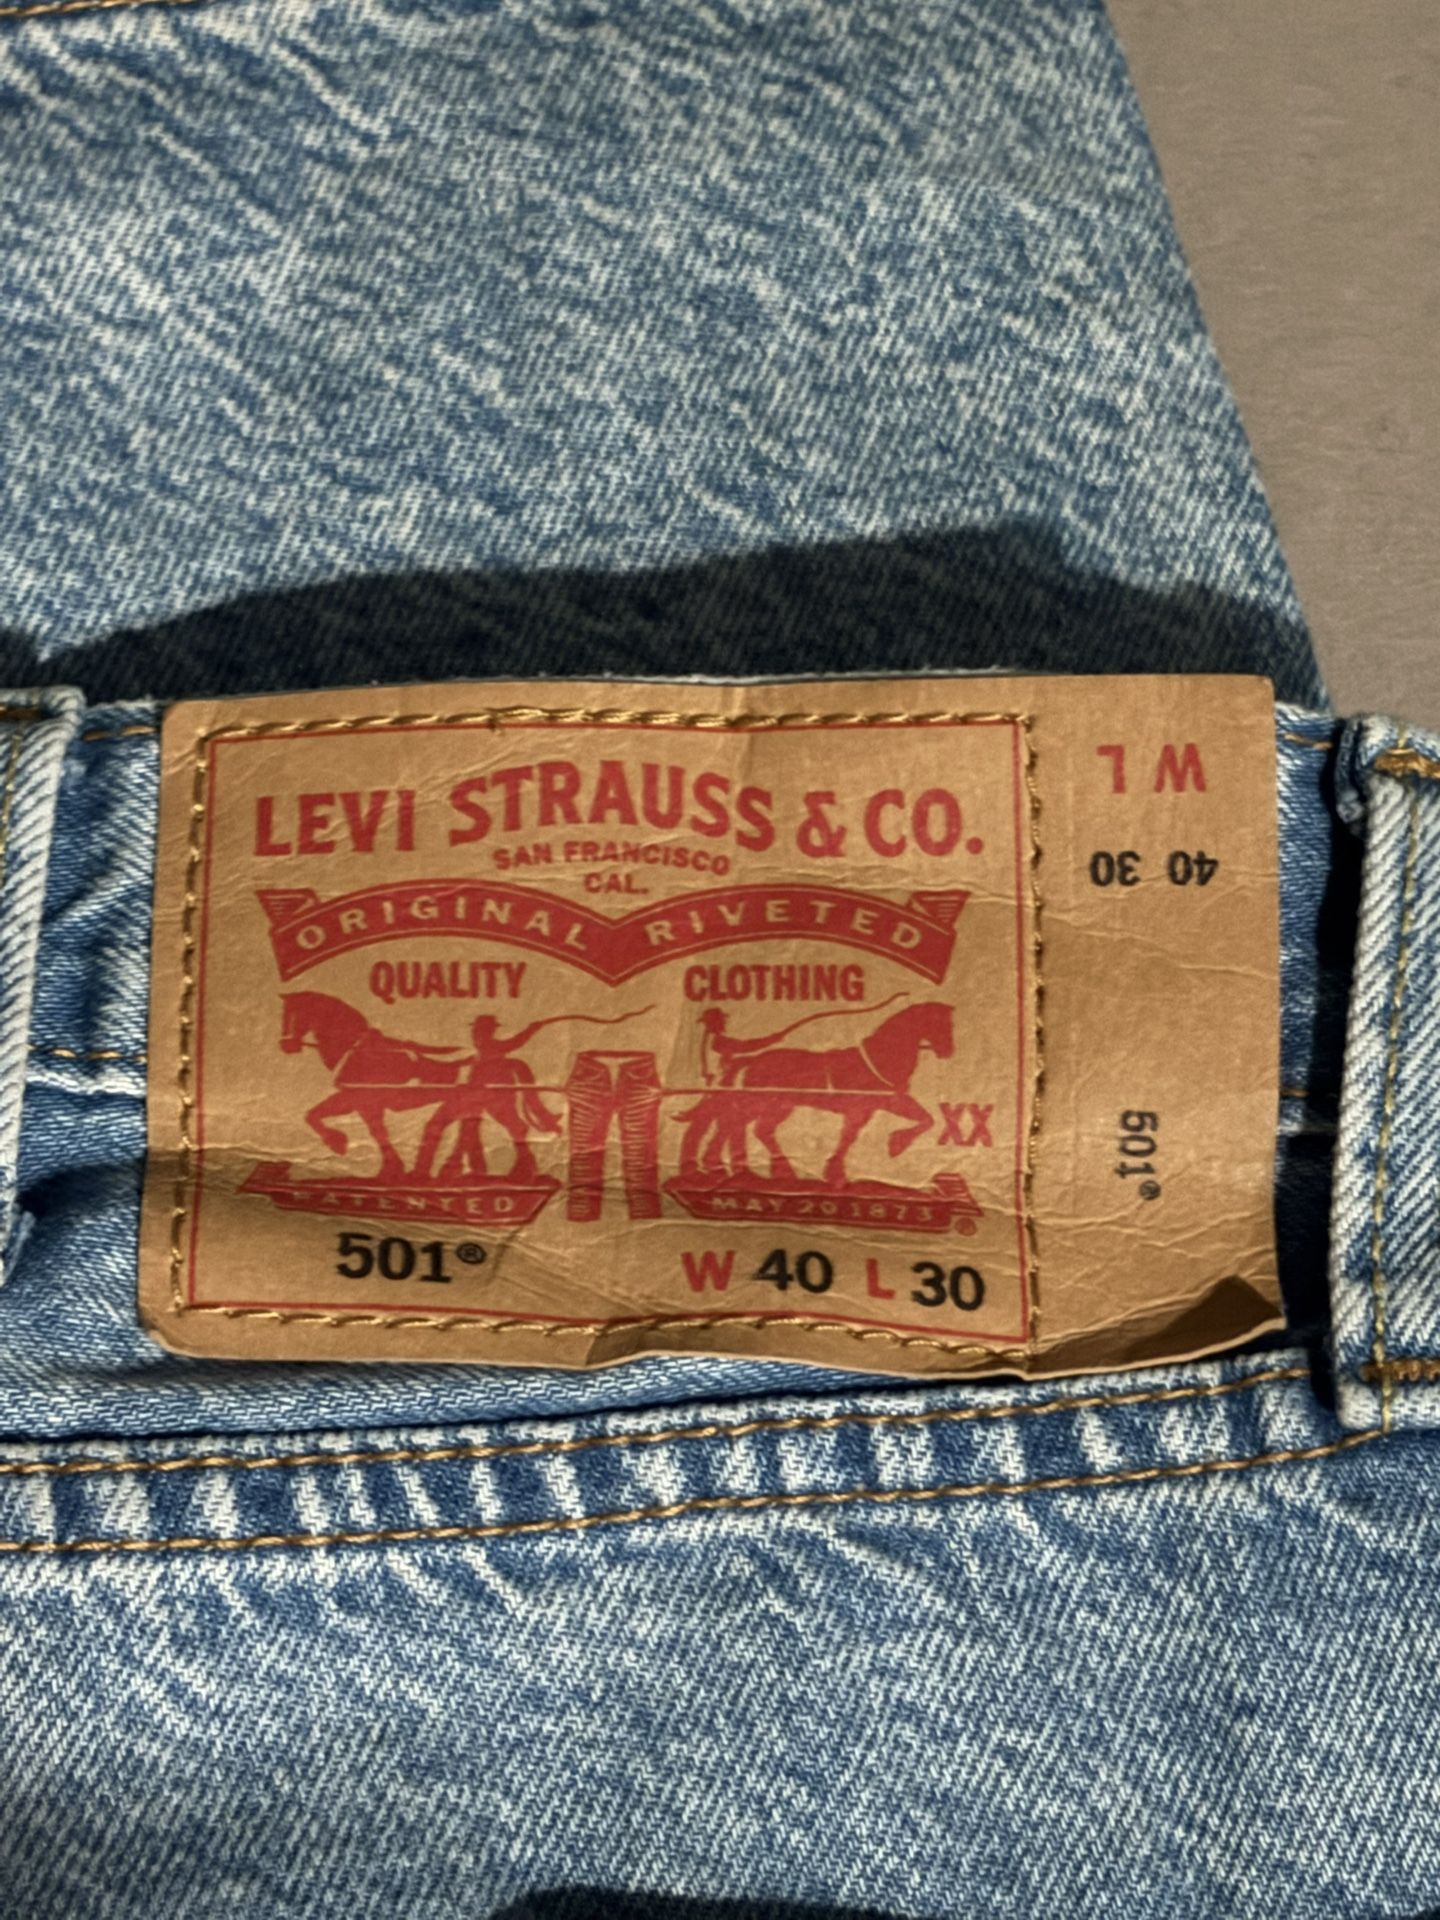 LEVI STRAUSS & CO.
SAN FRANCISCO
CAL.
ORIGINAL RIVETED
QUALITY CLOTHING
XX
PATENTED MAY 20 1873 ®
501® W 40 L 30
W L
40 30
501®